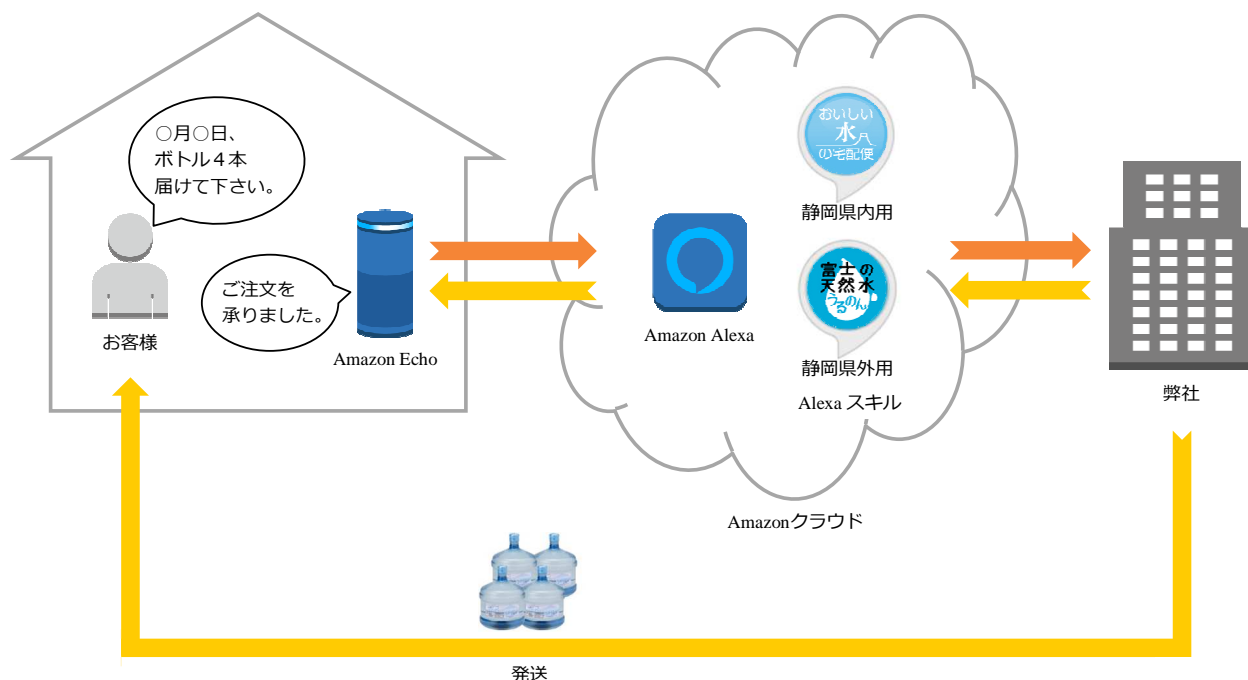 ○月○日、
ボトル４本
届けて下さい。
お客様
ご注文を
承りました。
Amazon Echo
Amazon Alexa
おいしい
水
の宅配便
静岡県内用
富士の
天然水
うるのん
静岡県外用
Alexa スキル
Amazonクラウド
弊社
発送